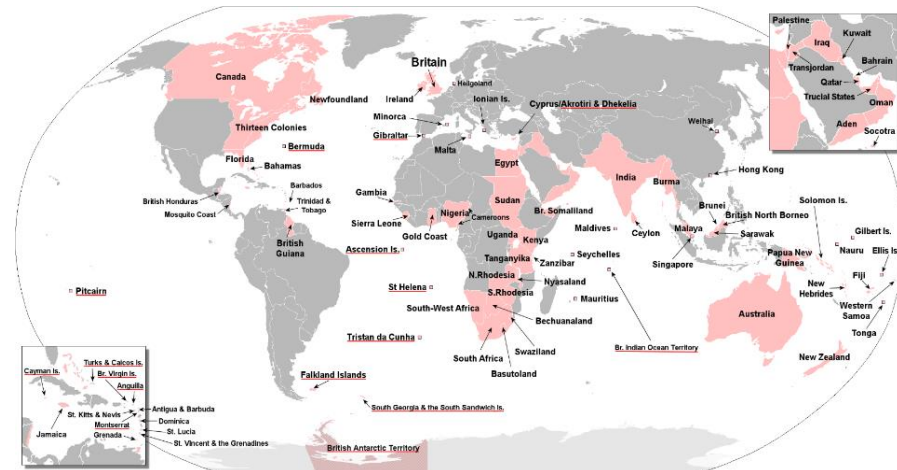 Palestine
Iraq
Kuwait
Transjordan
Bahrain
Qatar
Trucial States
Oman
Aden
Socotra
Canada
Newfoundland
Thirteen Colonies
Bermuda
Florida
Bahamas
British Honduras
Mosquito Coast
Barbados
Trinidad &
Tobago
British
Guiana
Britain
Helgoland
Ireland
Ionian Is.
Minorca
Gibraltar
Malta
Cyprus/Akrotiri & Dhekelia
Weihai
Egypt
Sudan
Gambia
Sierra Leone
Gold Coast
Nigeria
Cameroons
Br. Somaliland
Uganda
Kenya
Tanganyika
Zanzibar
N.Rhodesia
Nyasaland
S.Rhodesia
South-West Africa
Bechuanaland
Swaziland
South Africa
Basutoland
Ascension Is.
St Helena
Tristan da Cunha
Falkland Islands
South Georgia & the South Sandwich Is.
British Antarctic Territory
Pitcairn
India
Burma
Hong Kong
Maldives
Ceylon
Malaya
Singapore
Brunei
British North Borneo
Sarawak
Seychelles
Mauritius
Br. Indian Ocean Territory
Solomon Is.
Gilbert Is.
Nauru
Ellis Is.
Papua New
Guinea
Fiji
New
Hebrides
Western
Samoa
Tonga
Australia
New Zealand
Turks & Caicos Is.
Cayman Is.
Br. Virgin Is.
Anguilla
St. Kitts & Nevis
Antigua & Barbuda
Montserrat
Dominica
Jamaica
Grenada
St. Lucia
St. Vincent & the Grenadines